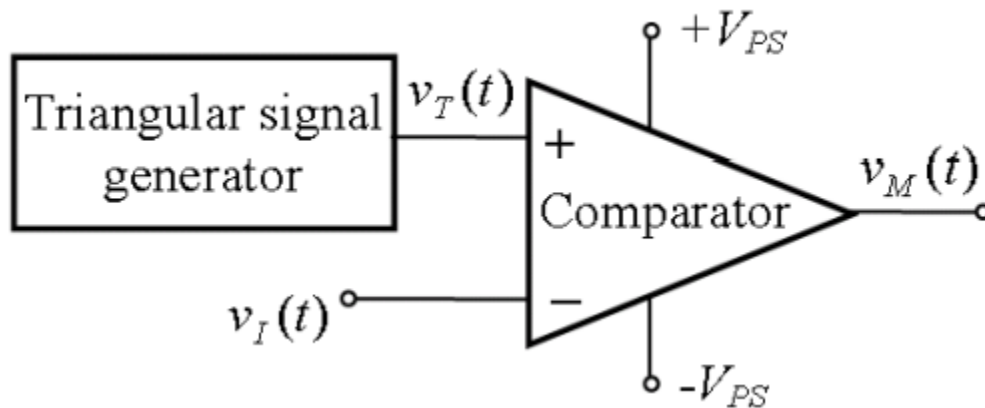 +V_PS
Triangular signal
generator
v_T(t)
+
Comparator
v_M(t)
−
v_I(t)
-V_PS